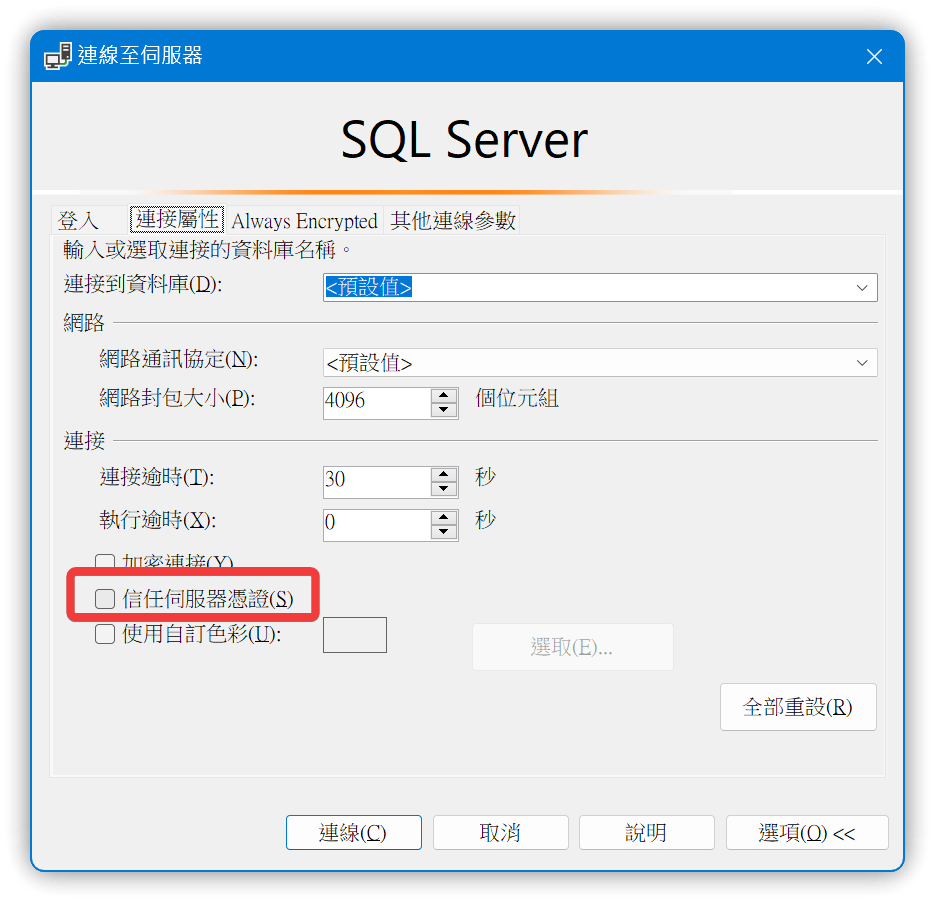 連線至伺服器
SQL Server
登入 連接屬性 Always Encrypted 其他連線參數
輸入或選取連接的資料庫名稱。
連接到資料庫(D): <預設值>
網路
網路通訊協定(N): <預設值>
網路封包大小(P): 4096 個位元組
連接
連接逾時(T): 30 秒
執行逾時(X): 0 秒
加密連接(Y)
信任伺服器憑證(S)
使用自訂色彩(U):
選取(E)...
全部重設(R)
連線(C) 取消 說明 選項(O) <<